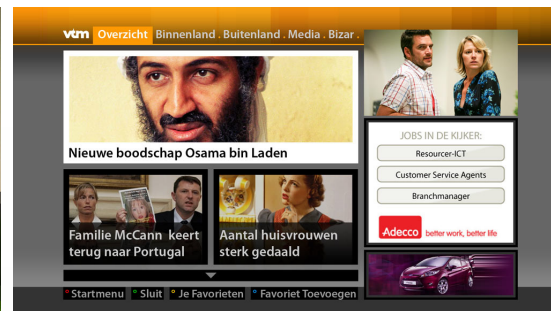 vtm Overzicht Binnenland . Buitenland . Media . Bizar .
Nieuwe boodschap Osama bin Laden
Familie McCann keert
terug naar Portugal
Aantal huisvrouwen
sterk gedaald
JOBS IN DE KIJKER:
Resourcer-ICT
Customer Service Agents
Branchmanager
Adecco better work, better life
Startmenu Sluit Je Favorieten Favoriet Toevoegen